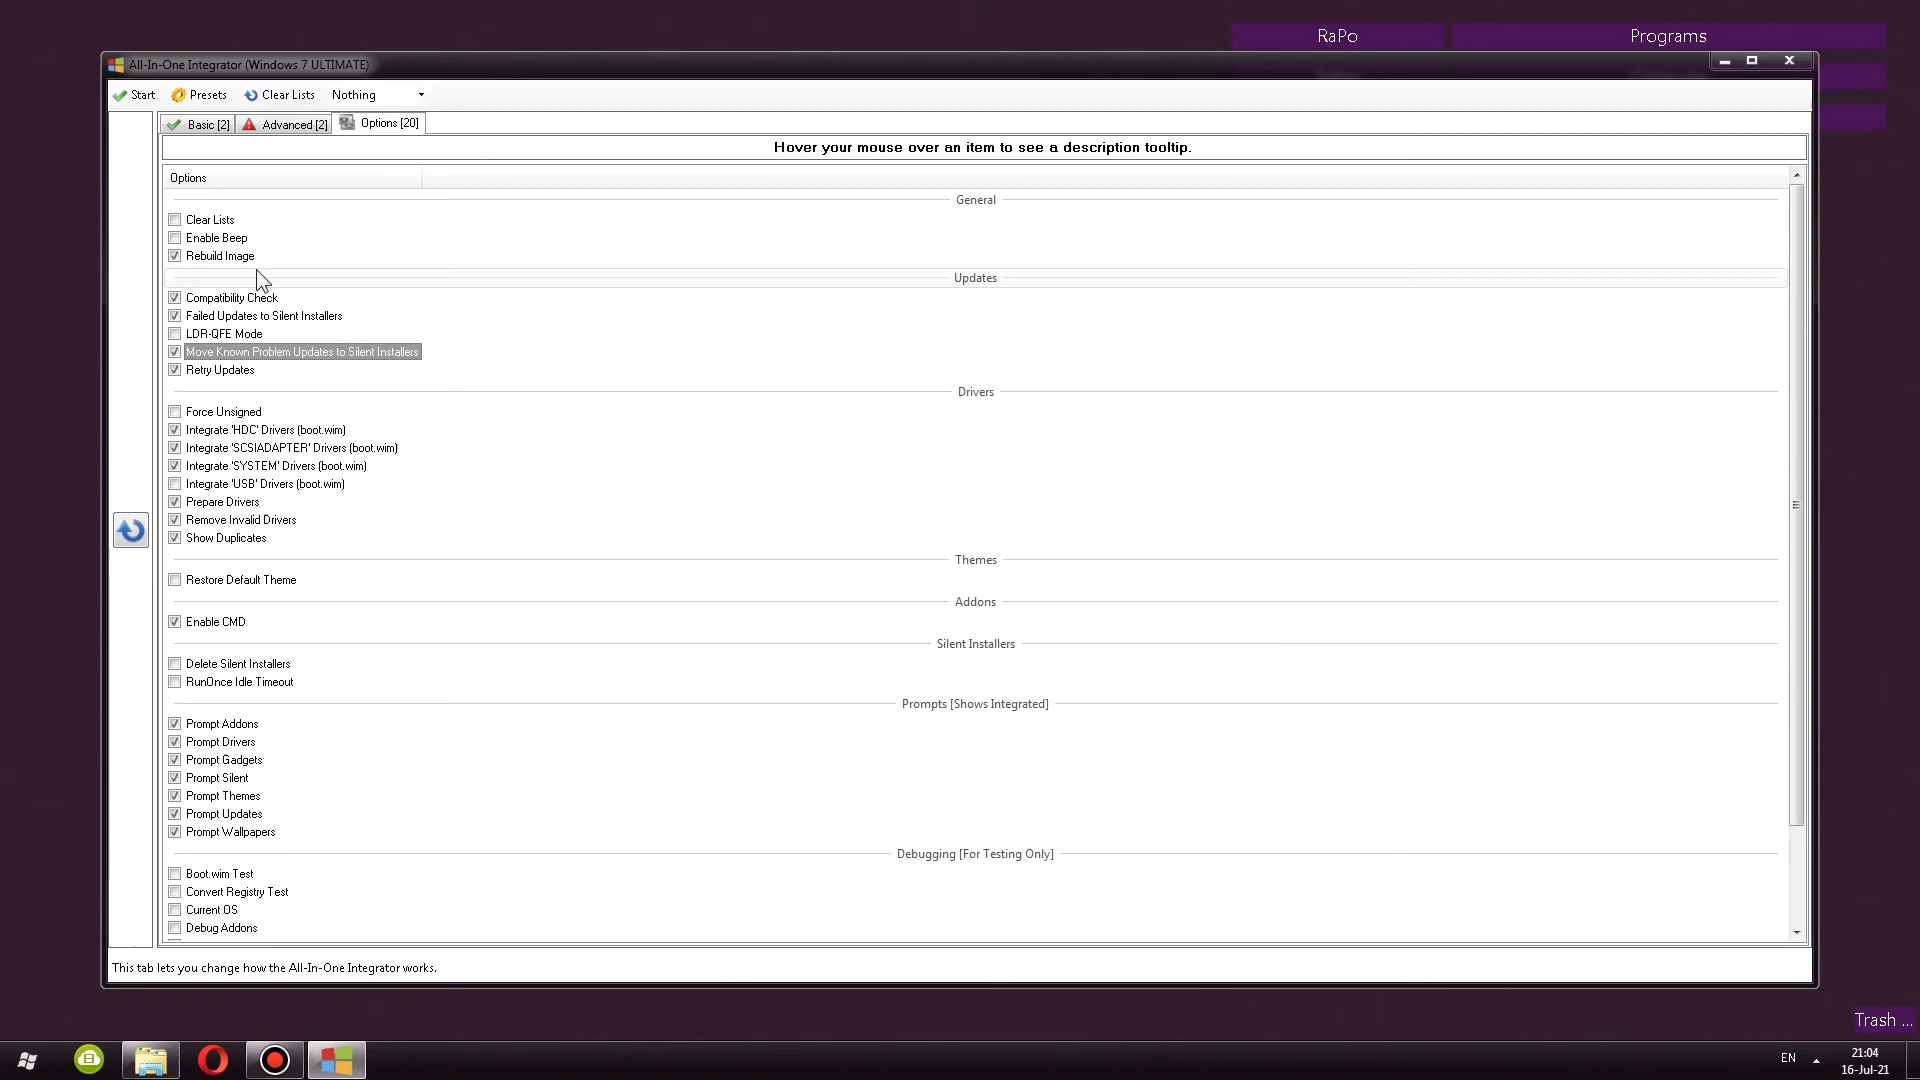 RaPo
Programs
All-In-One Integrator (Windows 7 ULTIMATE)
Start
Presets
Clear Lists
Nothing
Basic [2]
Advanced [2]
Options [20]
Hover your mouse over an item to see a description tooltip.
Options
General
Clear Lists
Enable Beep
Rebuild Image
Updates
Compatibility Check
Failed Updates to Silent Installers
LDR-QFE Mode
Move Known Problem Updates to Silent Installers
Retry Updates
Drivers
Force Unsigned
Integrate 'HDC' Drivers (boot.wim)
Integrate 'SCSIADAPTER' Drivers (boot.wim)
Integrate 'SYSTEM' Drivers (boot.wim)
Integrate 'USB' Drivers (boot.wim)
Prepare Drivers
Remove Invalid Drivers
Show Duplicates
Themes
Restore Default Theme
Addons
Enable CMD
Silent Installers
Delete Silent Installers
RunOnce Idle Timeout
Prompts [Shows Integrated]
Prompt Addons
Prompt Drivers
Prompt Gadgets
Prompt Silent
Prompt Themes
Prompt Updates
Prompt Wallpapers
Debugging [For Testing Only]
Boot.wim Test
Convert Registry Test
Current OS
Debug Addons
This tab lets you change how the All-In-One Integrator works.
Trash ...
EN
21:04
16-Jul-21